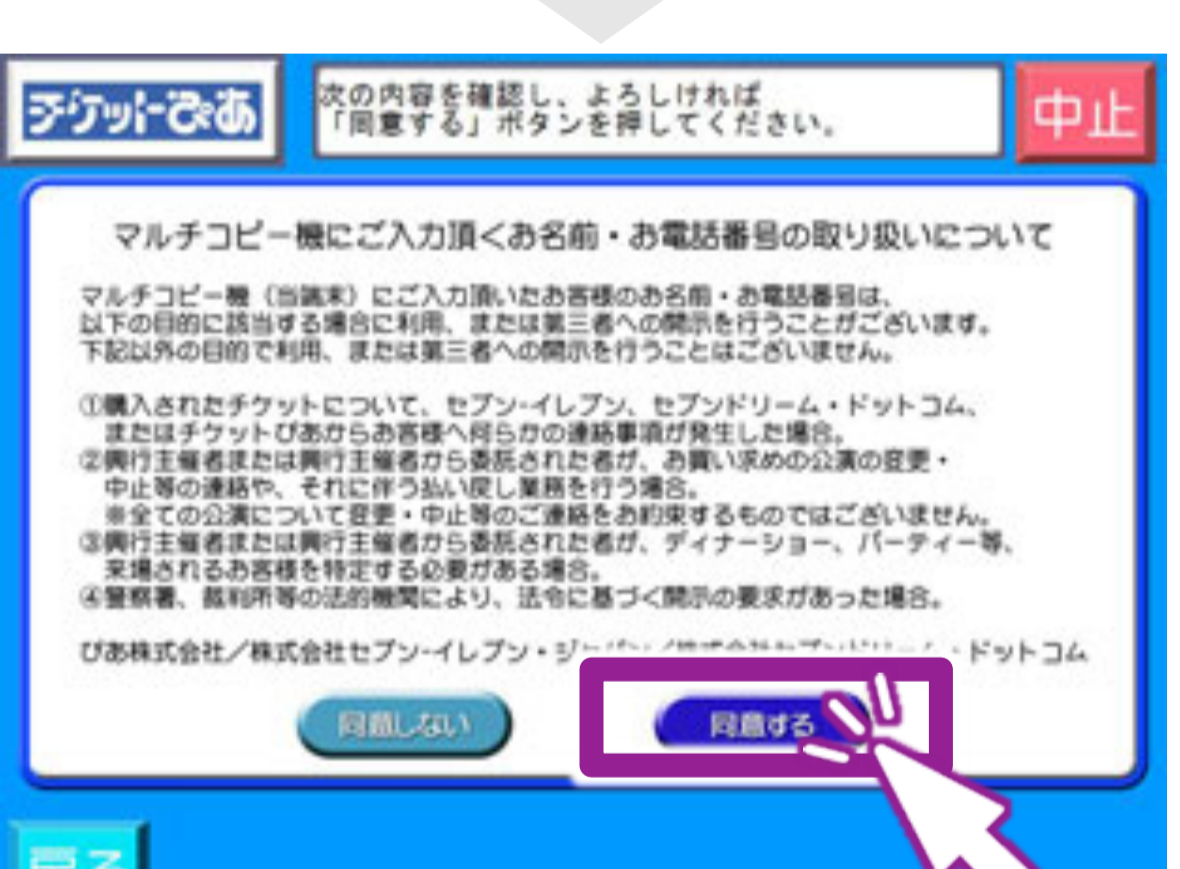 チケットぴあ
次の内容を確認し、よろしければ
「同意する」ボタンを押してください。
中止
マルチコピー機にご入力頂くお名前・お電話番号の取り扱いについて
マルチコピー機（当端末）にご入力頂いたお客様のお名前・お電話番号は、
以下の目的に該当する場合に利用、または第三者への開示を行うことがございます。
下記以外の目的で利用、または第三者への開示を行うことはございません。
①購入されたチケットについて、セブン-イレブン、セブンドリーム・ドットコム、
またはチケットぴあからお客様へ何らかの連絡事項が発生した場合。
②興行主催者または興行主催者から委託された者が、お買い求めの公演の変更・
中止等の連絡や、それに伴う払い戻し業務を行う場合。
※全ての公演について変更・中止等のご連絡をお約束するものではございません。
③興行主催者または興行主催者から委託された者が、ディナーショー、パーティー等、
来場されるお客様を特定する必要がある場合。
④警察署、裁判所等の法的機関により、法令に基づく開示の要求があった場合。
ぴあ株式会社／株式会社セブン-イレブン・ジャパン／株式会社セブンドリーム・ドットコム
同意しない
同意する
戻る